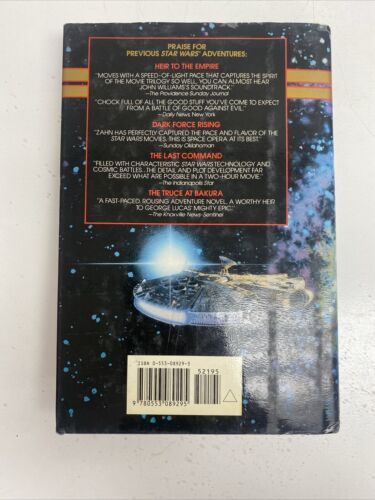 PRAISE FOR
PREVIOUS STAR WARS® ADVENTURES:
HEIR TO THE EMPIRE
"MOVES WITH A SPEED-OF-LIGHT PACE THAT CAPTURES THE SPIRIT
OF THE MOVIE TRILOGY SO WELL, YOU CAN ALMOST HEAR
JOHN WILLIAMS'S SOUNDTRACK."
—The Providence Sunday Journal
"CHOCK FULL OF ALL THE GOOD STUFF YOU'VE COME TO EXPECT
FROM A BATTLE OF GOOD AGAINST EVIL."
—Daily News, New York
DARK FORCE RISING
"ZAHN HAS PERFECTLY CAPTURED THE PACE AND FLAVOR OF THE
STAR WARS MOVIES. THIS IS SPACE OPERA AT ITS BEST."
—Sunday Oklahoman
THE LAST COMMAND
"FILLED WITH CHARACTERISTIC STAR WARS TECHNOLOGY AND
COSMIC BATTLES. THE DETAIL AND PLOT DEVELOPMENT FAR
EXCEED WHAT ARE POSSIBLE IN A TWO-HOUR MOVIE."
—The Indianapolis Star
THE TRUCE AT BAKURA
"A FAST-PACED, ROUSING ADVENTURE NOVEL, A WORTHY HEIR
TO GEORGE LUCAS' MIGHTY EPIC."
—The Knoxville News-Sentinel
ISBN 0-553-08929-5
52195
9 780553 089295